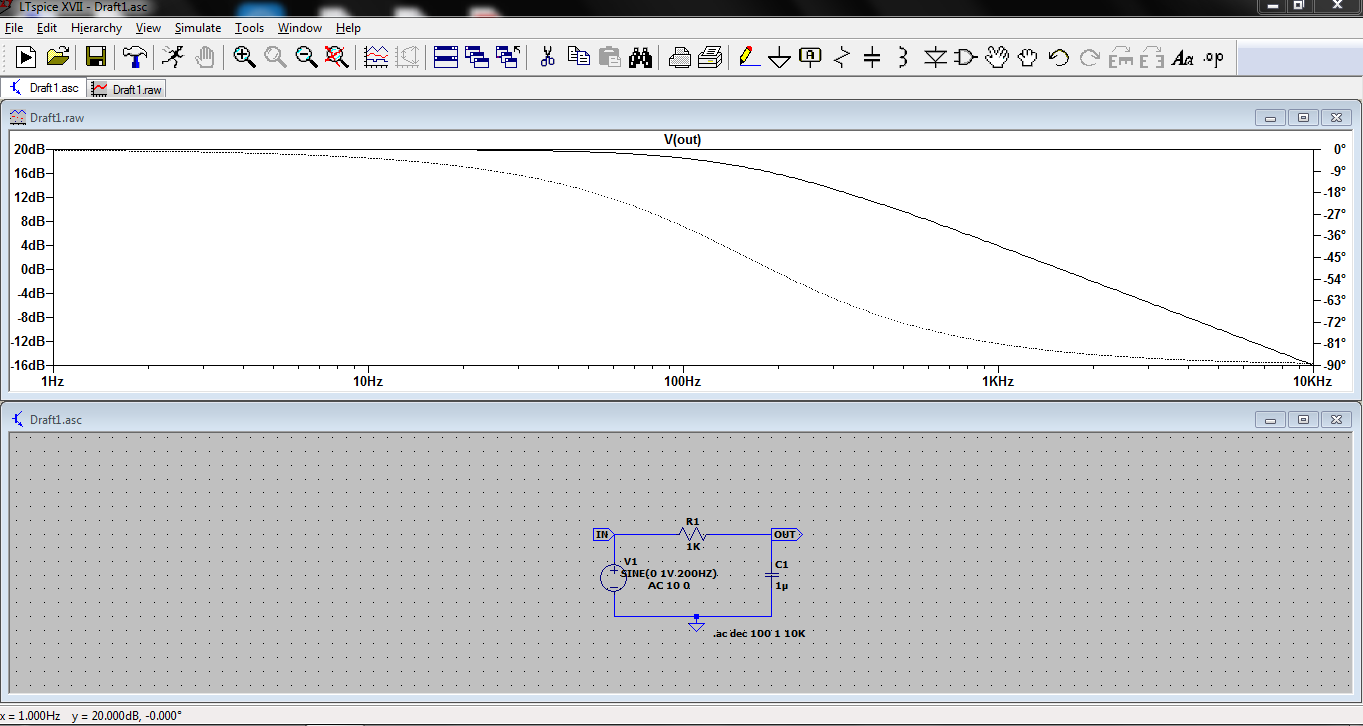 LTspice XVII - Draft1.asc
File Edit Hierarchy View Simulate Tools Window Help
A Aa .op
Draft1.asc Draft1.raw
Draft1.raw
V(out)
20dB 0°
16dB -9°
12dB -18°
8dB -27°
4dB -36°
0dB -45°
-4dB -54°
-8dB -63°
-12dB -72°
-16dB -81°
-90°
1Hz 10Hz 100Hz 1KHz 10KHz
Draft1.asc
R1
IN OUT
1K
V1
C1
SINE(0 1V 200HZ)
AC 10 0
1µ
.ac dec 100 1 10K
x = 1.000Hz y = 20.000dB, -0.000°